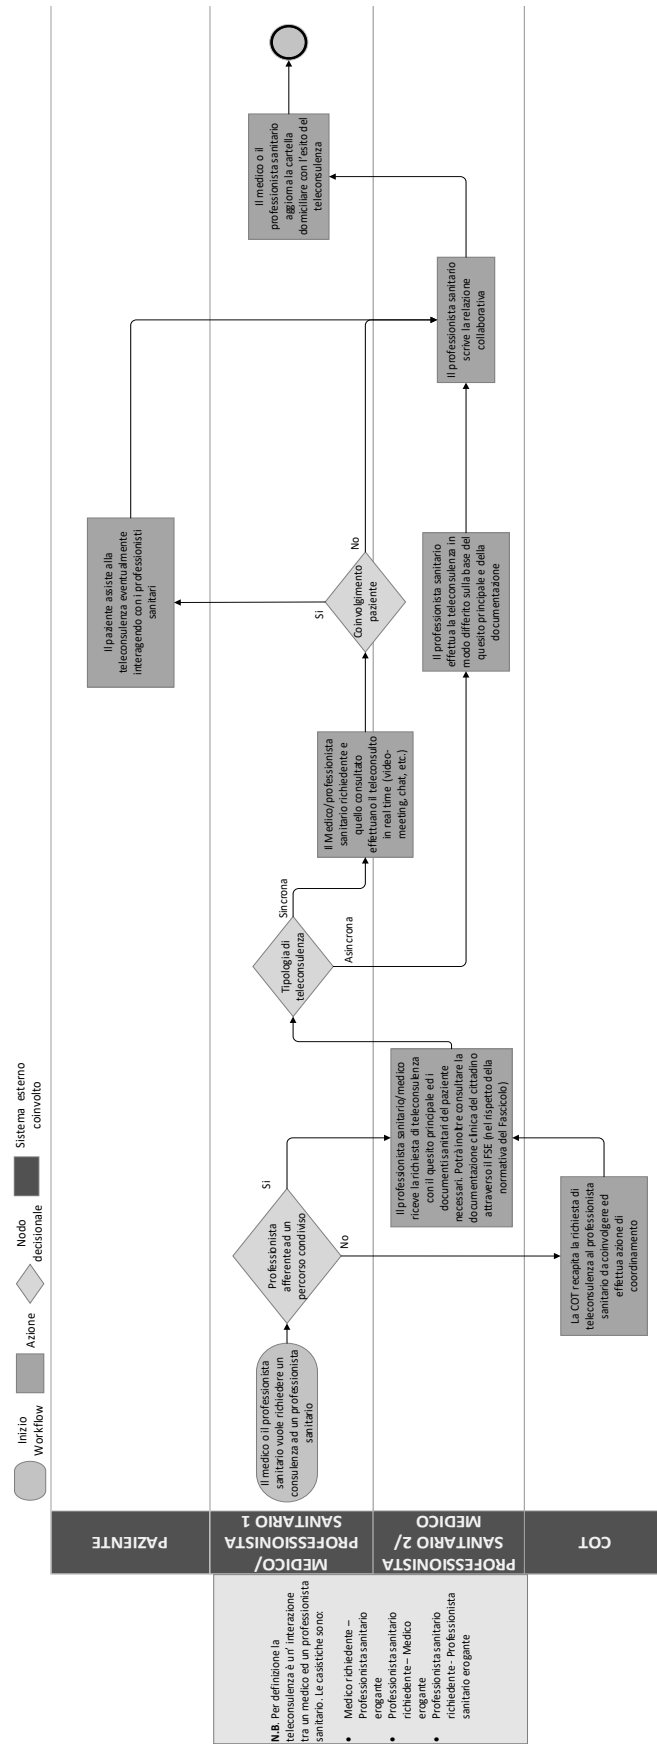 Inizio
Workflow
Azione
Nodo
decisionale
Sistema esterno
coinvolto
PAZIENTE
MEDICO/
PROFESSIONISTA
SANITARIO 1
PROFESSIONISTA
SANITARIO 2/
MEDICO
COT
N.B. Per definizione la
teleconsulenza è un' interazione
tra un medico ed un professionista
sanitario. Le casistiche sono:
• Medico richiedente –
Professionista sanitario
erogante
• Professionista sanitario
richiedente – Medico
erogante
• Professionista sanitario
richiedente - Professionista
sanitario erogante
Il medico o il professionista
sanitario vuole richiedere un
consulenza ad un professionista
sanitario
Professionista
afferente ad un
percorso condiviso
Si
No
La COT recapita la richiesta di
teleconsulenza al professionista
sanitario da coinvolgere ed
effettua azione di
coordinamento
Il professionista sanitario/medico
riceve la richiesta di teleconsulenza
con il quesito principale ed i
documenti sanitari del paziente
necessari. Potrà inoltre consultare la
documentazione clinica del cittadino
attraverso il FSE (nel rispetto della
normativa del Fascicolo)
Tipologia di
teleconsulenza
Sincrona
Asincrona
Il Medico/professionista
sanitario richiedente e
quello consultato
effettuano il teleconsulto
in real time (video-
meeting, chat, etc.)
Coinvolgimento
paziente
Si
No
Il paziente assiste alla
teleconsulenza eventualmente
interagendo con i professionisti
sanitari
Il professionista sanitario
effettua la teleconsulenza in
modo differito sulla base del
quesito principale e della
documentazione
Il professionista sanitario
scrive la relazione
collaborativa
Il medico o il
professionista sanitario
aggiorna la cartella
domiciliare con l'esito del
teleconsulenza